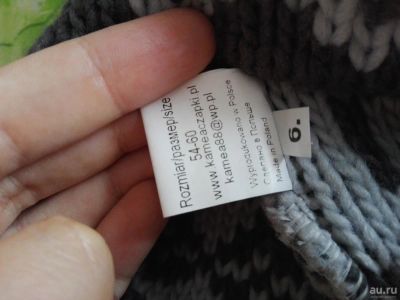 Rozmiar/размер/size
54-60
www.kameaczapki.pl
kamea88@wp.pl
Wyprodukowano w Polsce
Сделано в Польше
Made in Poland
6.
au.ru